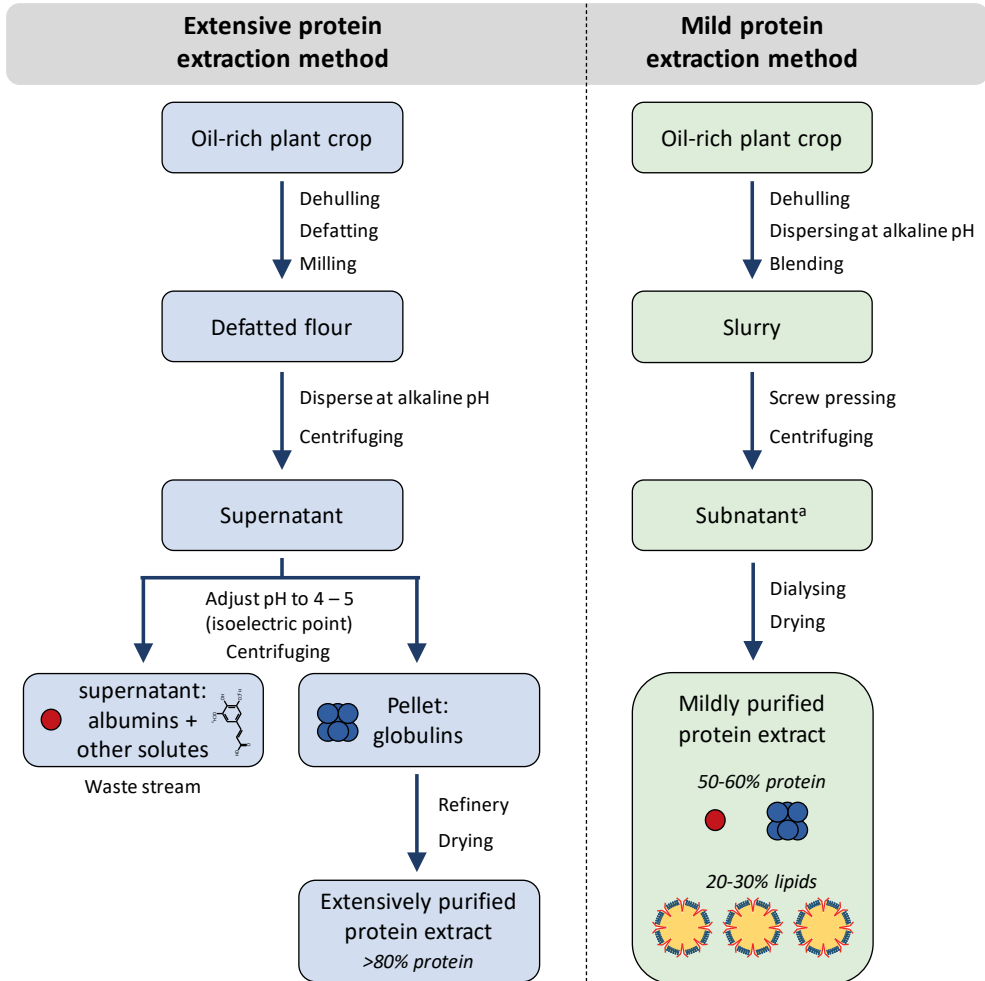 Extensive protein
extraction method
Oil-rich plant crop
Dehulling
Defatting
Milling
Defatted flour
Disperse at alkaline pH
Centrifuging
Supernatant
Adjust pH to 4 – 5
(isoelectric point)
Centrifuging
supernatant:
albumins +
other solutes
Waste stream
Pellet:
globulins
Refinery
Drying
Extensively purified
protein extract
>80% protein
Mild protein
extraction method
Oil-rich plant crop
Dehulling
Dispersing at alkaline pH
Blending
Slurry
Screw pressing
Centrifuging
Subnatantᵃ
Dialysing
Drying
Mildly purified
protein extract
50-60% protein
20-30% lipids